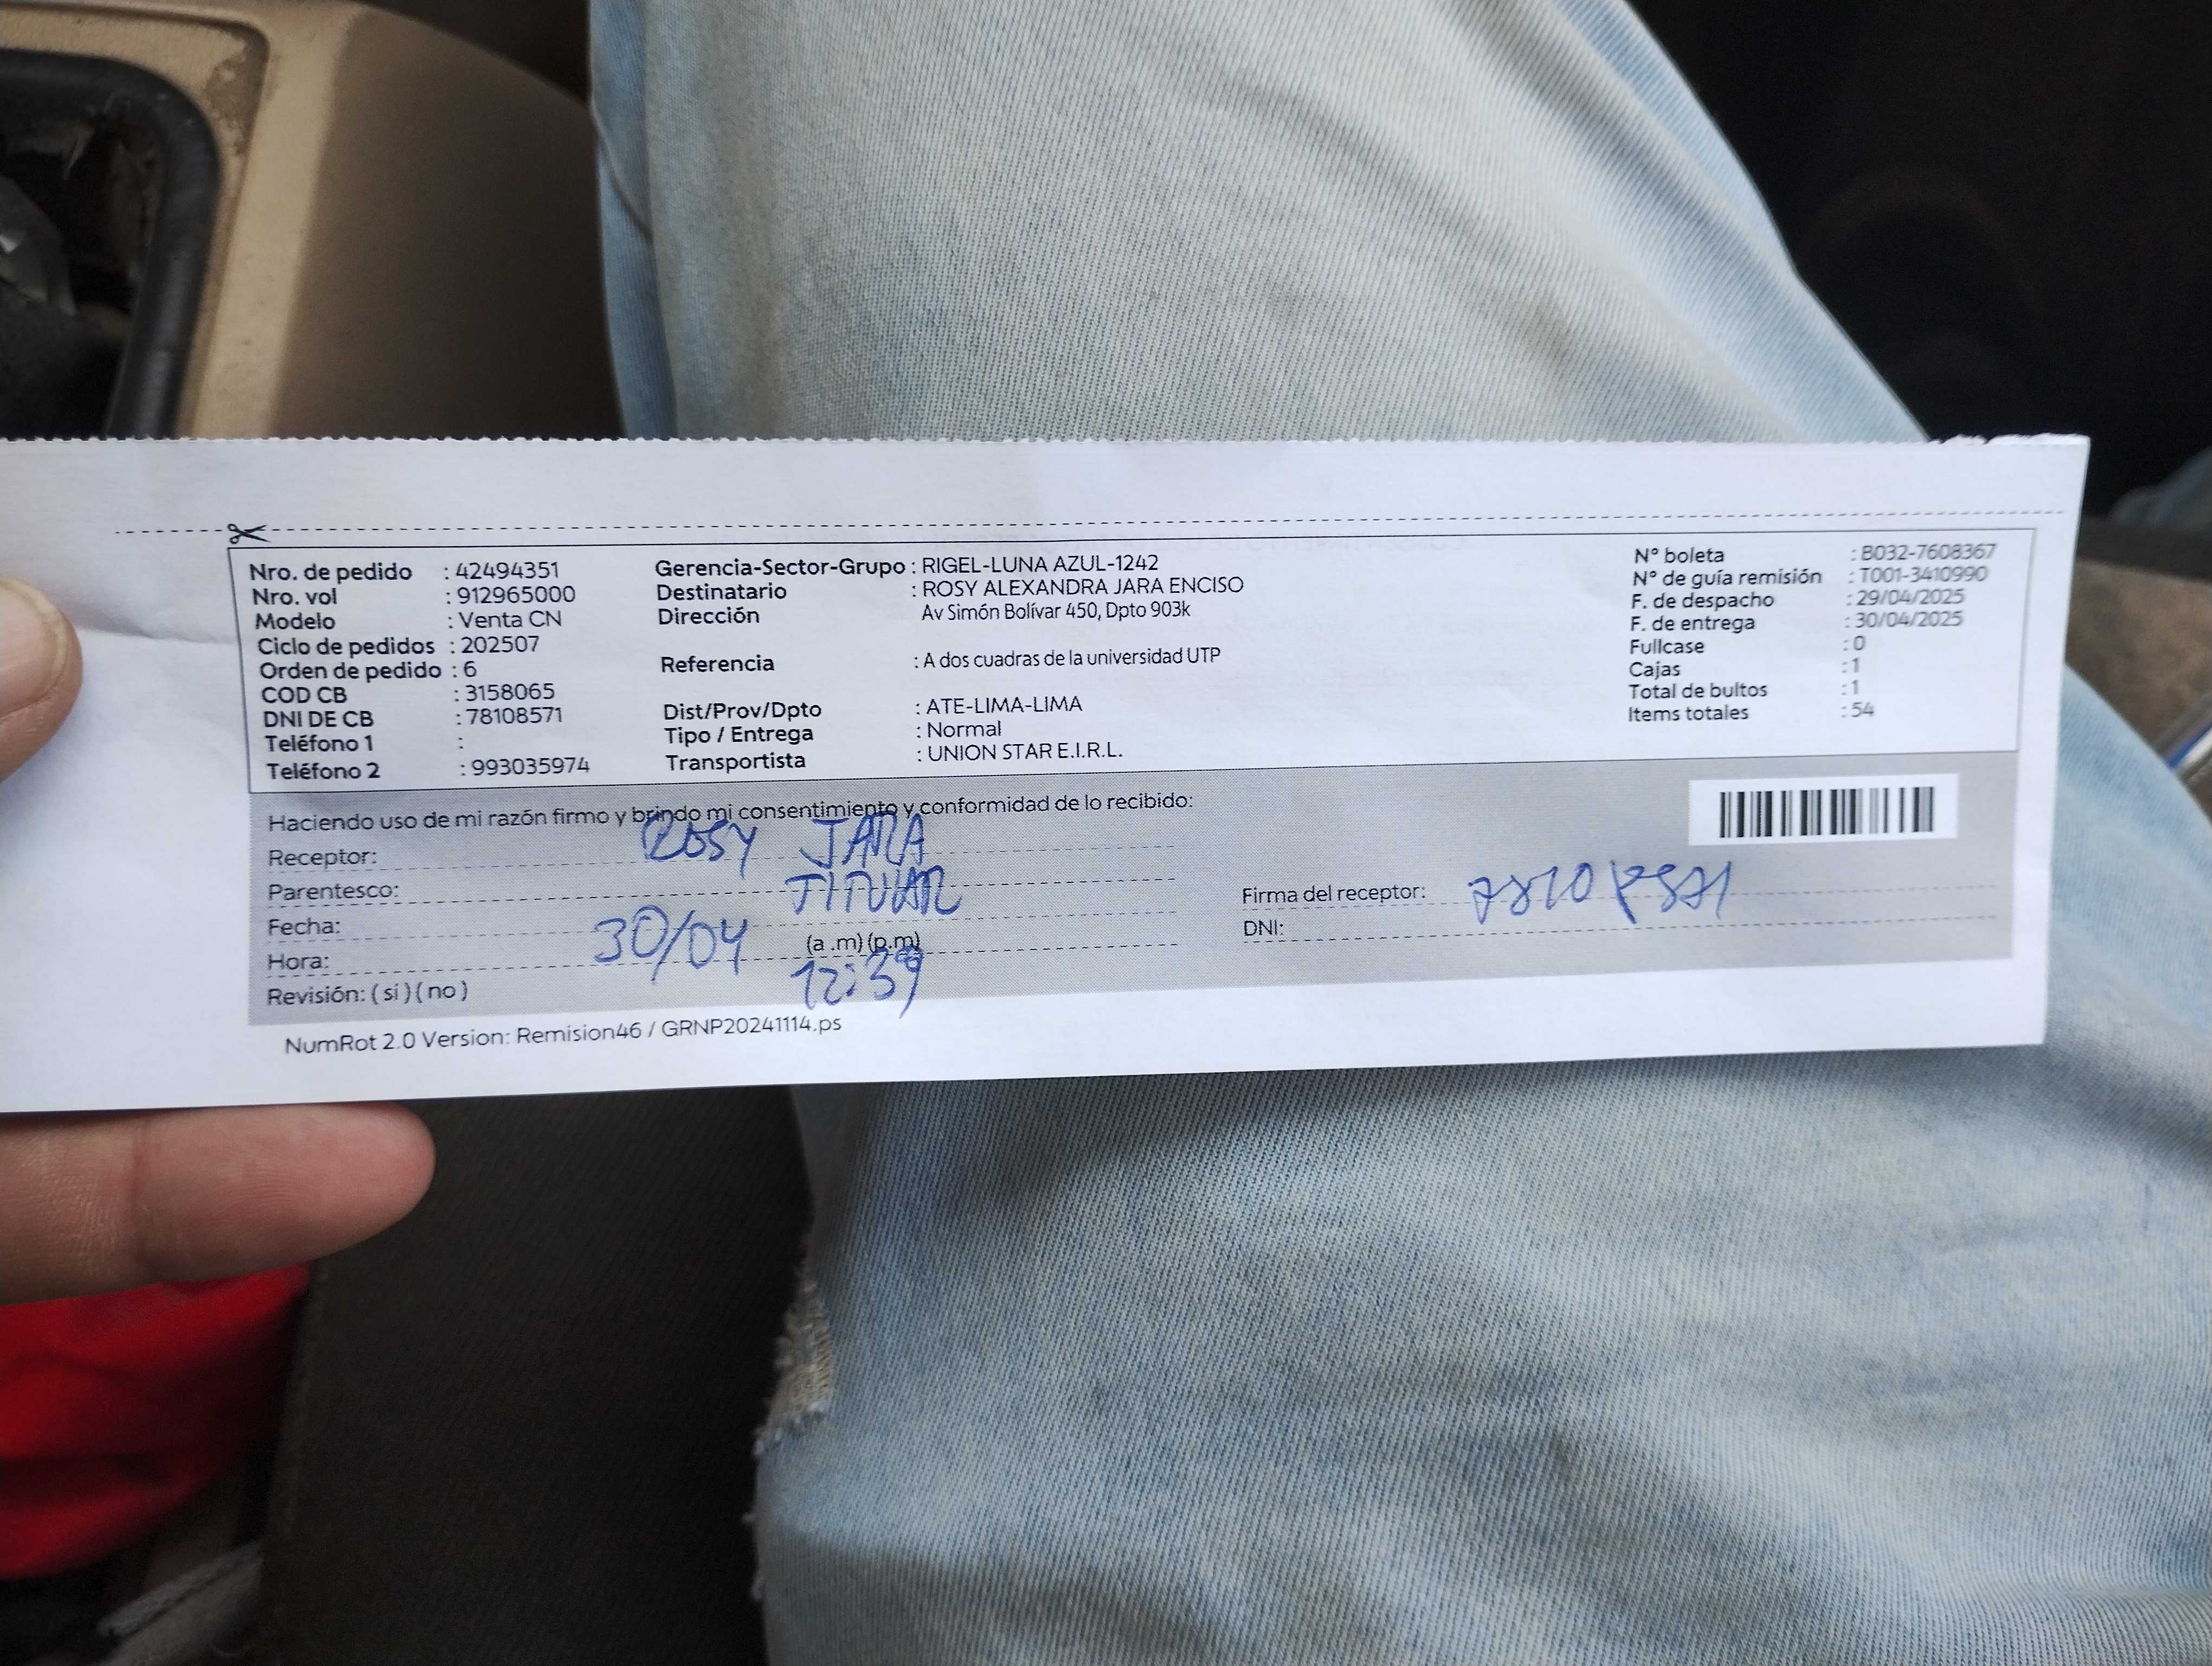 Nro. de pedido : 42494351
Nro. vol : 912965000
Modelo : Venta CN
Ciclo de pedidos : 202507
Orden de pedido : 6
COD CB : 3158065
DNI DE CB : 78108571
Teléfono 1 :
Teléfono 2 : 993035974
Gerencia-Sector-Grupo : RIGEL-LUNA AZUL-1242
Destinatario : ROSY ALEXANDRA JARA ENCISO
Dirección Av Simón Bolívar 450, Dpto 903k
Referencia : A dos cuadras de la universidad UTP
Dist/Prov/Dpto : ATE-LIMA-LIMA
Tipo / Entrega : Normal
Transportista : UNION STAR E.I.R.L.
N° boleta : B032-7608367
N° de guía remisión : T001-3410990
F. de despacho : 29/04/2025
F. de entrega : 30/04/2025
Fullcase : 0
Cajas : 1
Total de bultos : 1
Items totales : 54
Haciendo uso de mi razón firmo y brindo mi consentimiento y conformidad de lo recibido:
Receptor: ROSY JARA
Parentesco: TITULAR
Fecha: 30/04
Hora: (a .m) (p.m) 12:39
Revisión: ( sí ) ( no )
Firma del receptor:
DNI:
NumRot 2.0 Version: Remision46 / GRNP20241114.ps